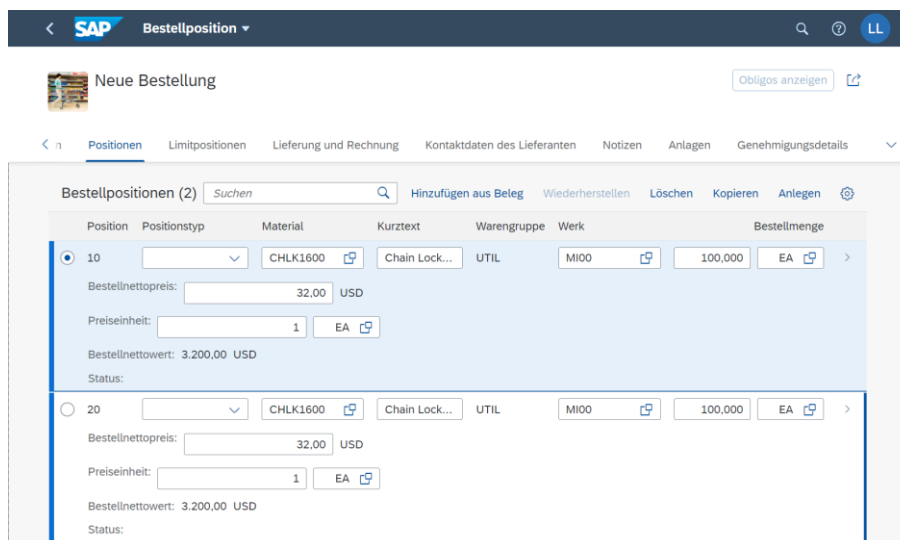 SAP Bestellposition LL
Neue Bestellung Obligos anzeigen
n Positionen Limitpositionen Lieferung und Rechnung Kontaktdaten des Lieferanten Notizen Anlagen Genehmigungsdetails
Bestellpositionen (2) Suchen Hinzufügen aus Beleg Wiederherstellen Löschen Kopieren Anlegen
Position Positionstyp Material Kurztext Warengruppe Werk Bestellmenge
10 CHLK1600 Chain Lock... UTIL MI00 100,000 EA
Bestellnettopreis: 32,00 USD
Preiseinheit: 1 EA
Bestellnettowert: 3.200,00 USD
Status:
20 CHLK1600 Chain Lock... UTIL MI00 100,000 EA
Bestellnettopreis: 32,00 USD
Preiseinheit: 1 EA
Bestellnettowert: 3.200,00 USD
Status: